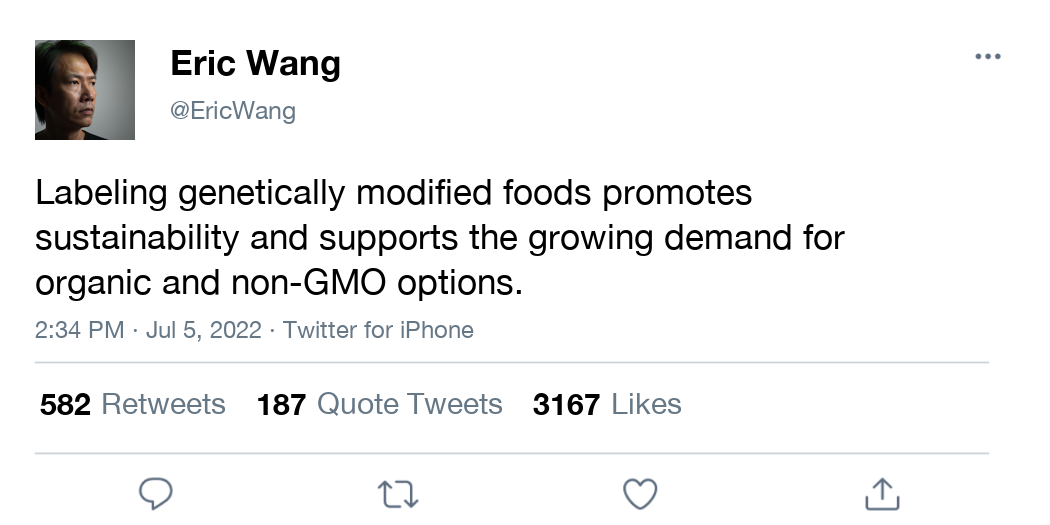 Eric Wang
@EricWang
Labeling genetically modified foods promotes
sustainability and supports the growing demand for
organic and non-GMO options.
2:34 PM · Jul 5, 2022 · Twitter for iPhone
582 Retweets 187 Quote Tweets 3167 Likes